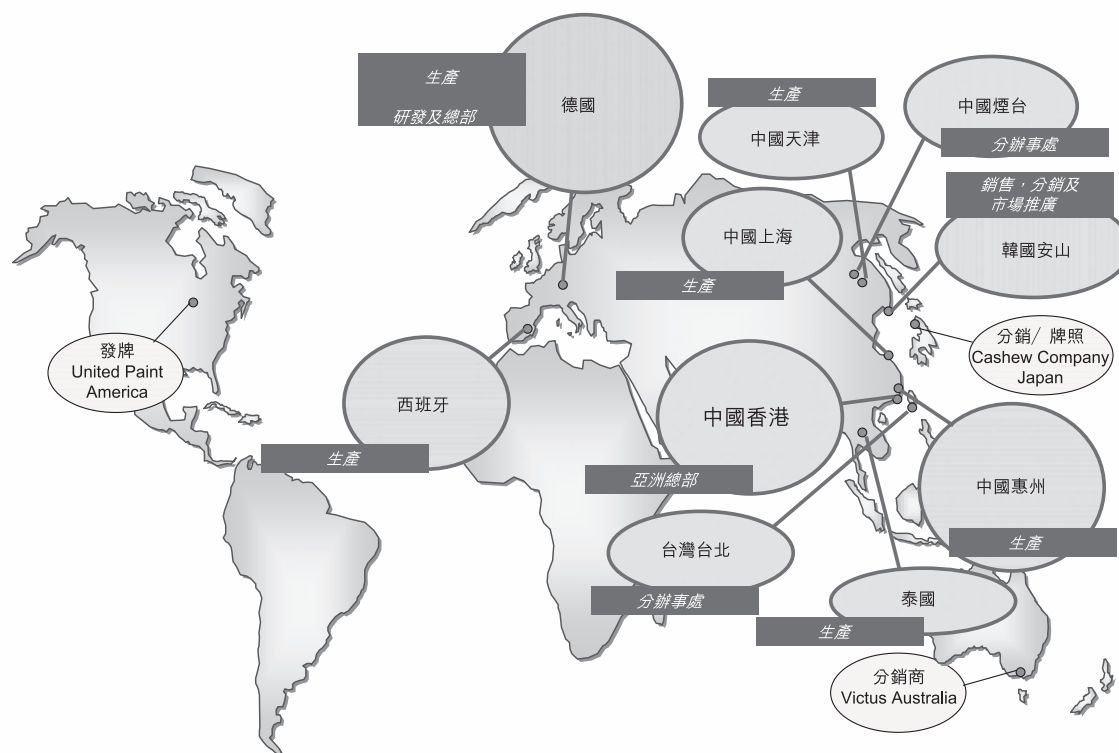 生產
研發及總部
德國
生產
中國天津
中國煙台
分辦事處
銷售，分銷及
市場推廣
韓國安山
中國上海
生產
發牌
United Paint
America
分銷/ 牌照
Cashew Company
Japan
西班牙
生產
中國香港
亞洲總部
中國惠州
生產
台灣台北
分辦事處
泰國
生產
分銷商
Victus Australia